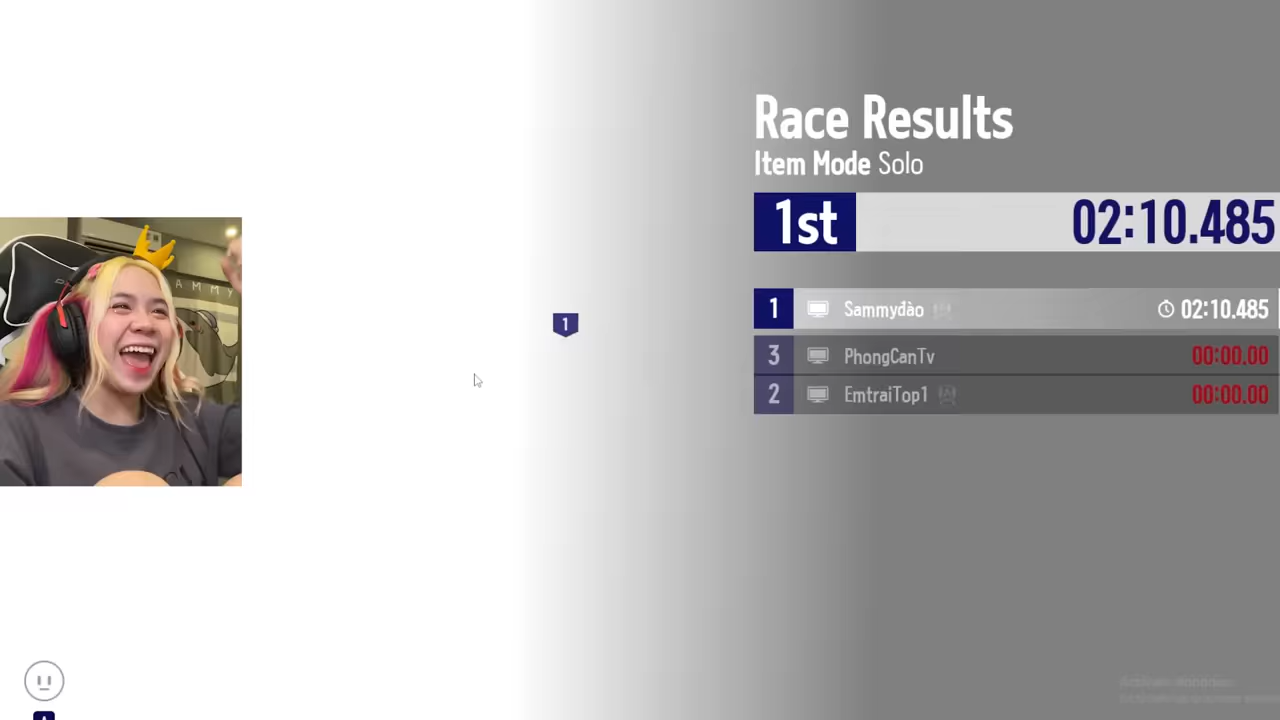 Race Results
Item Mode Solo
1st 02:10.485
1 Sammyđào 02:10.485
3 PhongCanTv 00:00.00
2 EmtraiTop1 00:00.00
1
AMMY